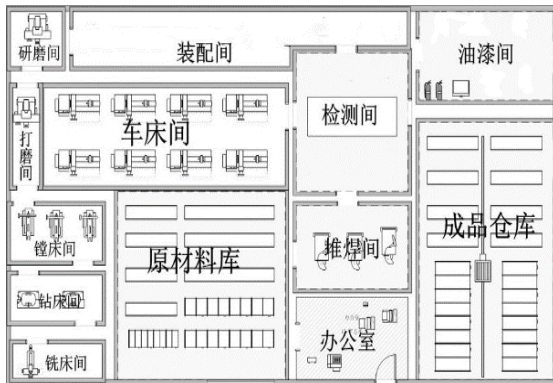 研磨间
装配间
油漆间
打磨间
车床间
检测间
镗床间
原材料库
堆焊间
成品仓库
钻床间
办公室
铣床间